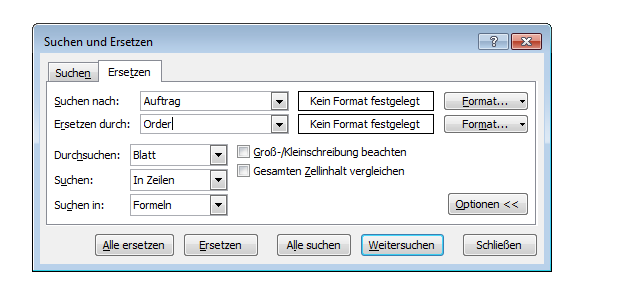 Suchen und Ersetzen
Suchen Ersetzen
Suchen nach: Auftrag Kein Format festgelegt Format...
Ersetzen durch: Order Kein Format festgelegt Format...
Durchsuchen: Blatt Groß-/Kleinschreibung beachten
Gesamten Zellinhalt vergleichen
Suchen: In Zeilen
Suchen in: Formeln Optionen <<
Alle ersetzen Ersetzen Alle suchen Weitersuchen Schließen